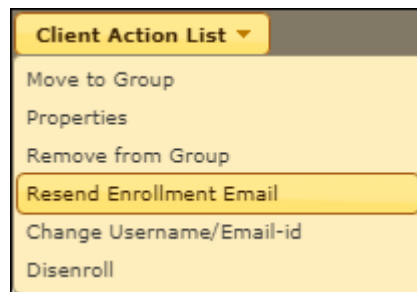 Client Action List
Move to Group
Properties
Remove from Group
Resend Enrollment Email
Change Username/Email-id
Disenroll